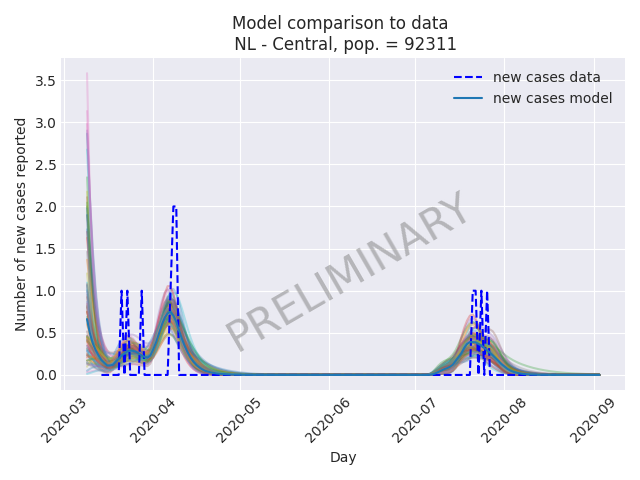 Model comparison to data
NL - Central, pop. = 92311
new cases data
new cases model
Number of new cases reported
3.5
3.0
2.5
2.0
1.5
1.0
0.5
0.0
PRELIMINARY
2020-03
2020-04
2020-05
2020-06
2020-07
2020-08
2020-09
Day